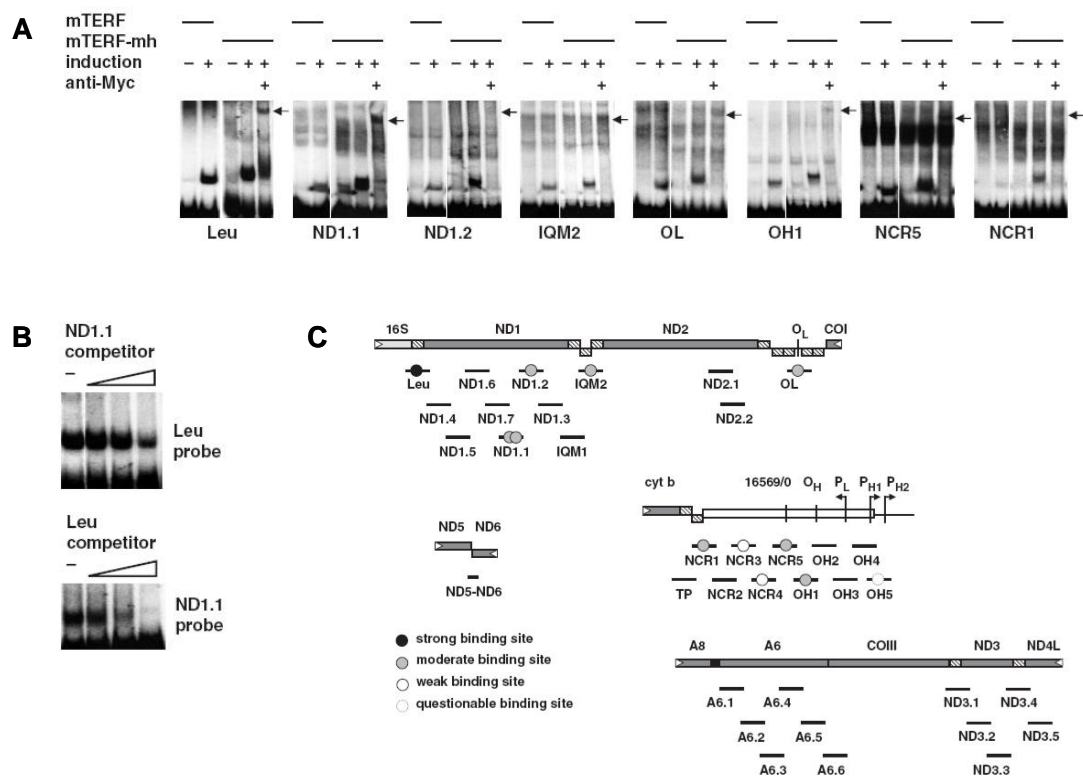 A
mTERF
mTERF-mh
induction − + − + + − + − + + − + − + + − + − + + − + − + + − + − + + − + − + + − + − + +
anti-Myc + + + + + + + +
Leu ND1.1 ND1.2 IQM2 OL OH1 NCR5 NCR1
B
ND1.1
competitor
−
Leu
probe
Leu
competitor
−
ND1.1
probe
C
16S ND1 ND2 OL COI
Leu ND1.6 ND1.2 IQM2 ND2.1 OL
ND1.4 ND1.7 ND1.3 ND2.2
ND1.5 ND1.1 IQM1
cyt b 16569/0 OH PL PH1 PH2
NCR1 NCR3 NCR5 OH2 OH4
TP NCR2 NCR4 OH1 OH3 OH5
ND5 ND6
ND5-ND6
strong binding site
moderate binding site
weak binding site
questionable binding site
A8 A6 COIII ND3 ND4L
A6.1 A6.4 ND3.1 ND3.4
A6.2 A6.5 ND3.2 ND3.5
A6.3 A6.6 ND3.3